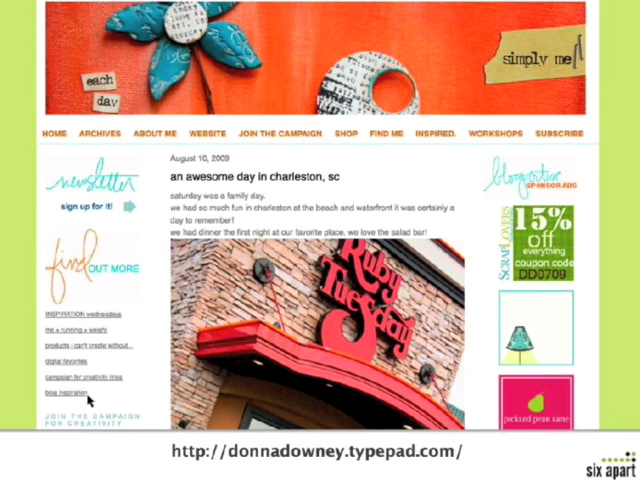 each
day
simply me
HOME ARCHIVES ABOUT ME WEBSITE JOIN THE CAMPAIGN SHOP FIND ME INSPIRED. WORKSHOPS SUBSCRIBE
newsletter
sign up for it!
find OUT MORE
INSPIRATION wednesdays
me + running + weight
products i can't create without...
digital favorites
campaign for creativity links
blog inspiration
JOIN THE CAMPAIGN
FOR CREATIVITY
August 10, 2009
an awesome day in charleston, sc
saturday was a family day.
we had so much fun in charleston at the beach and waterfront it was certainly a
day to remember!
we had dinner the first night at our favorite place. we love the salad bar!
Ruby
Tuesday
SPONSOR ADS
SCRAPLOVERS
15%
off
everything
coupon code
DD0709
pickled pear lane
http://donnadowney.typepad.com/
six apart